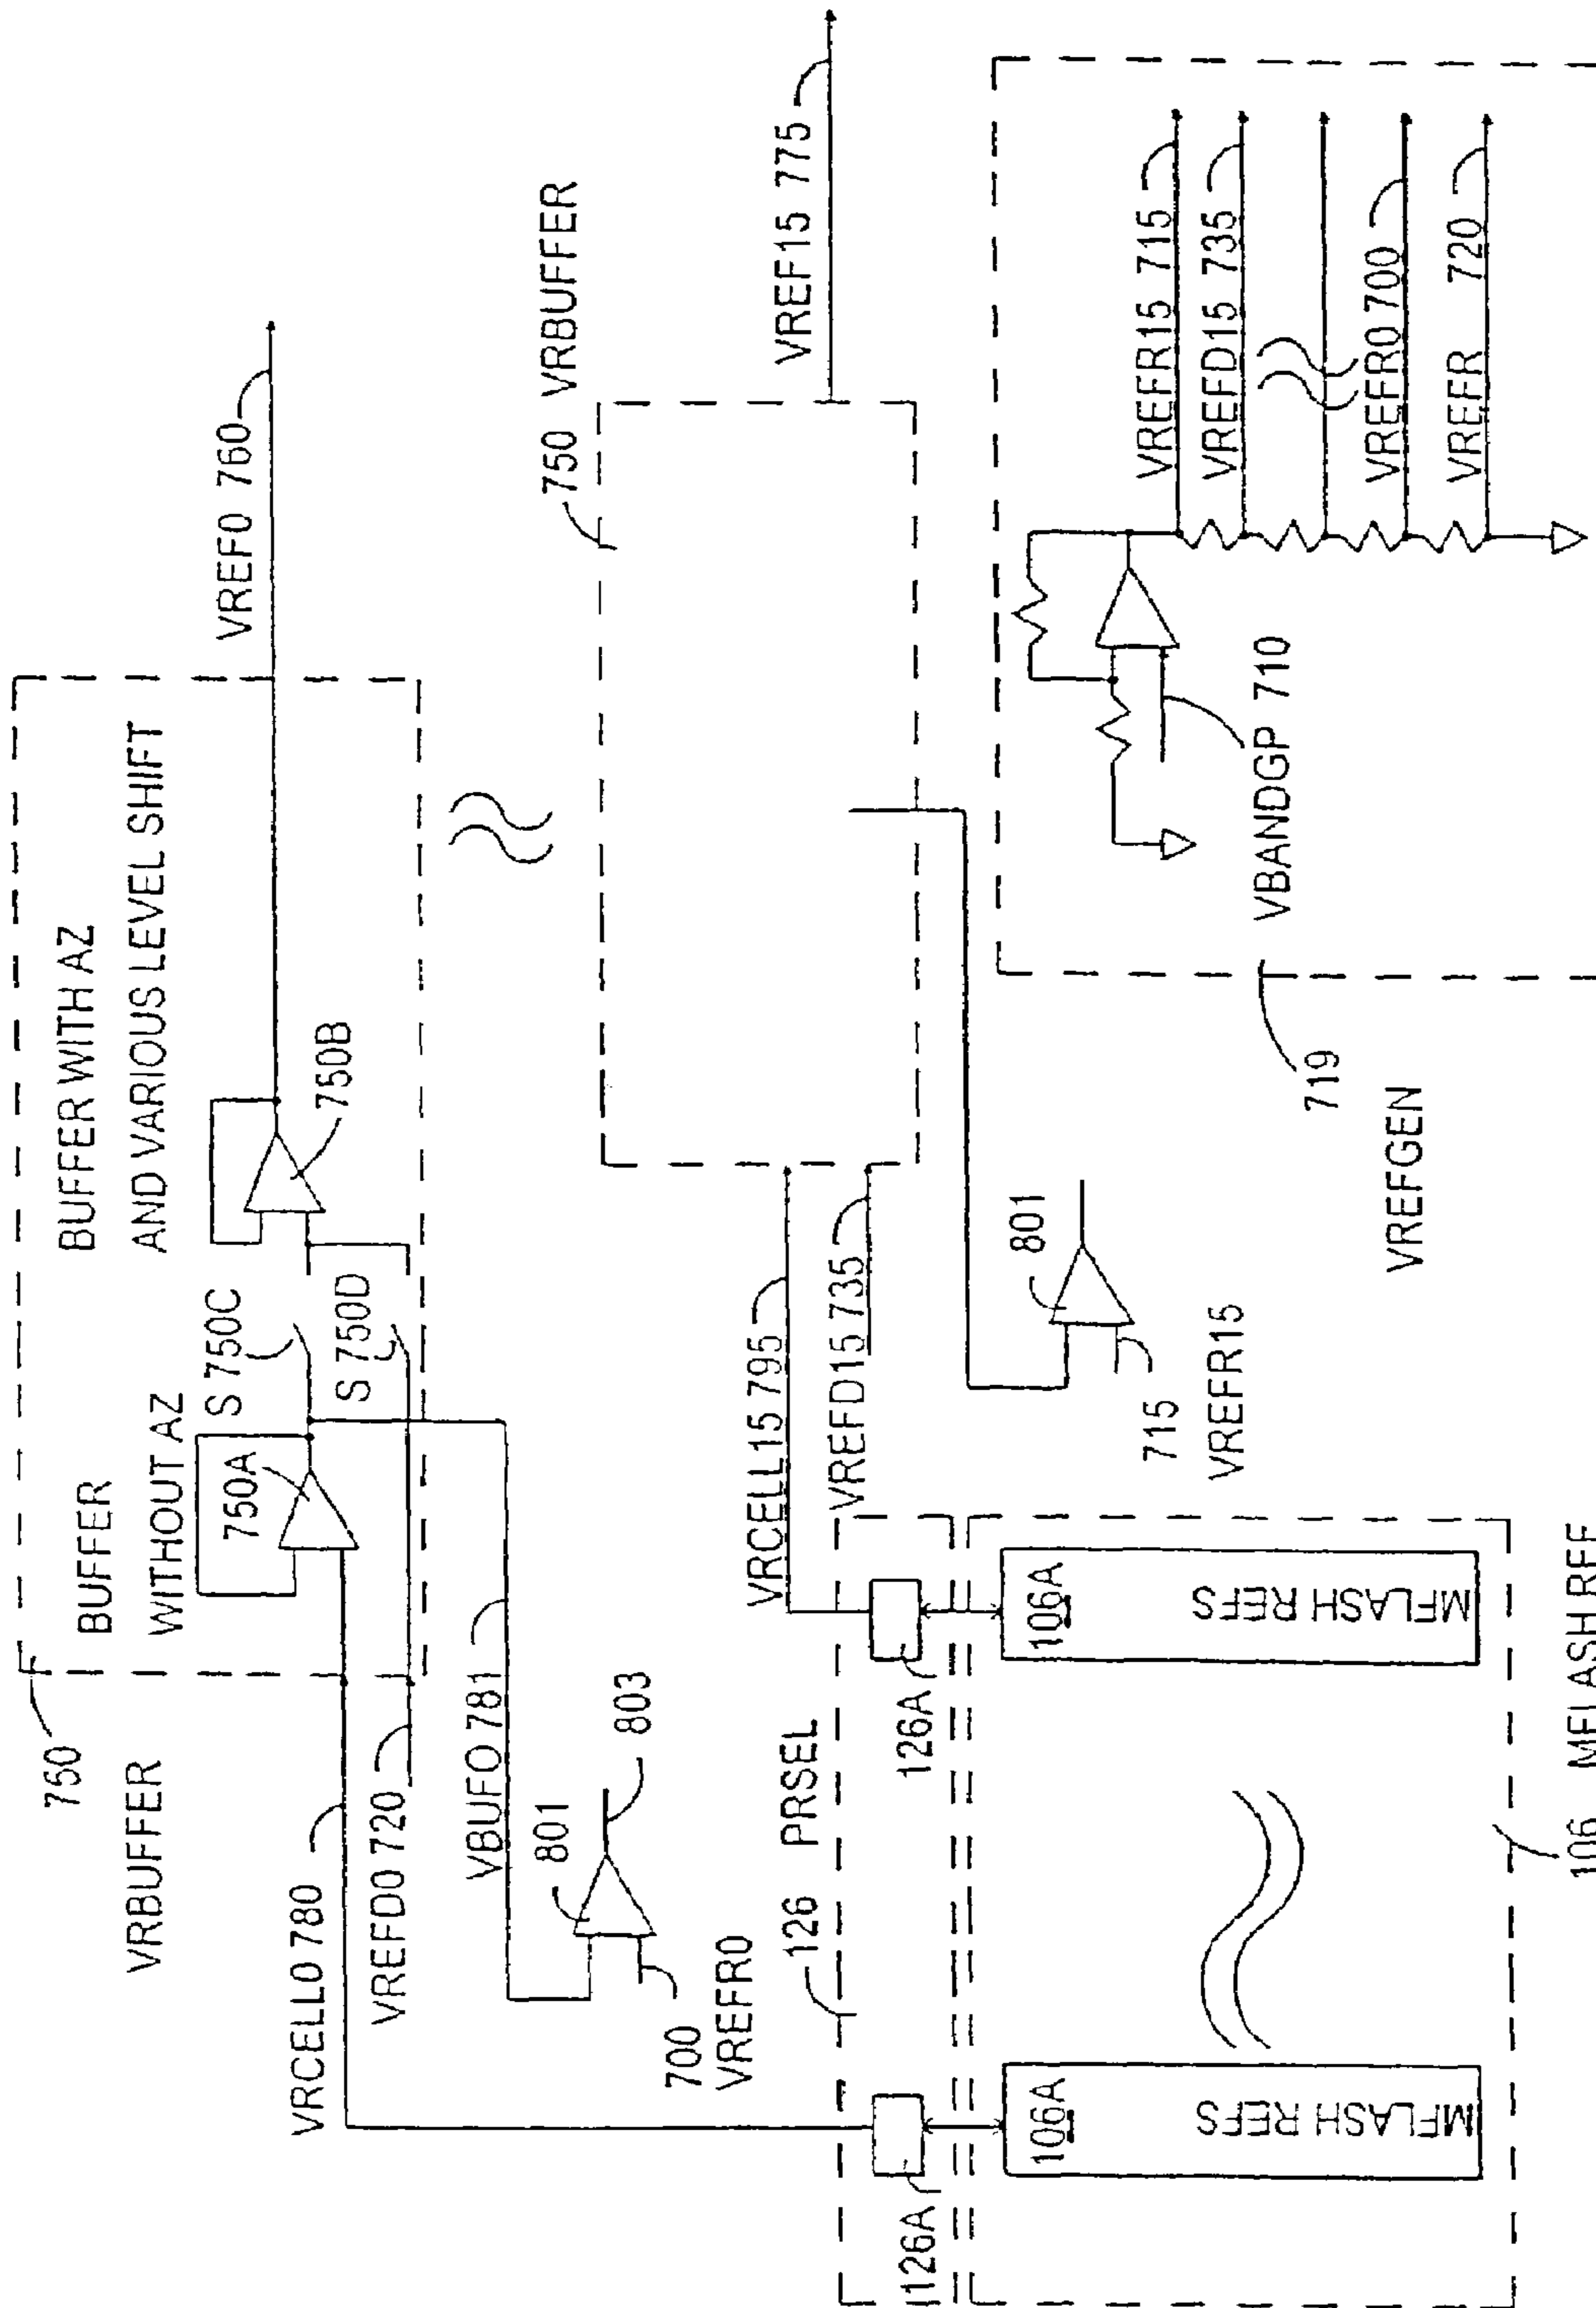 750
VRBUFFER
BUFFER
WITHOUT AZ
BUFFER WITH AZ
AND VARIOUS LEVEL SHIFT
750A
S 750C
S 750D
750B
VREF0 760
VRCELL0 780
VREFD0 720
VBUF0 781
801
803
700
VREFR0
750 VRBUFFER
VREF15 775
VRCELL15 795
VREFD15 735
126 PRSEL
126A
126A
801
715
VREFR15
106A
MFLASH REFS
106A
MFLASH REFS
106 MFLASH REF
719
VREFGEN
VBANDGP 710
VREFR15 715
VREFD15 735
VREFR0 700
VREFR 720